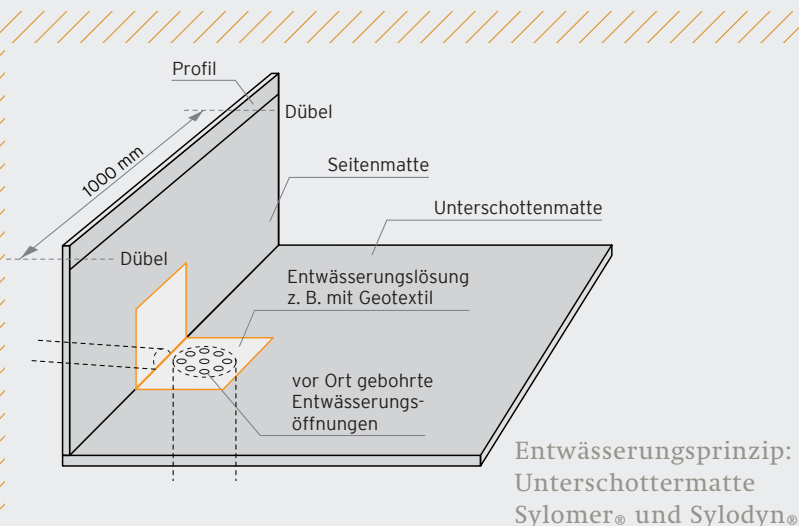 Profil
Dübel
1000 mm
Seitenmatte
Unterschottenmatte
Dübel
Entwässerungslösung
z. B. mit Geotextil
vor Ort gebohrte
Entwässerungs-
öffnungen
Entwässerungsprinzip:
Unterschottermatte
Sylomer® und Sylodyn®